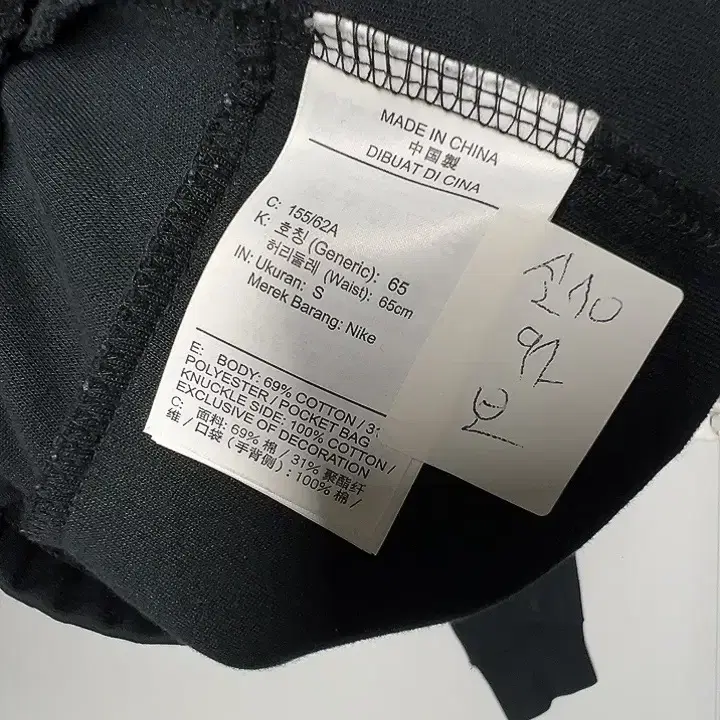 MADE IN CHINA
中国製
DIBUAT DI CINA
C: 155/62A
K: 호칭 (Generic): 65
허리둘레 (Waist): 65cm
IN: Ukuran: S
Merek Barang: Nike
E: BODY: 69% COTTON / 3
POLYESTER / POCKET BAG
KNUCKLE SIDE: 100% COTTON /
EXCLUSIVE OF DECORATION
C: 面料: 69% 棉 / 31% 聚酯纤
维 / 口袋 (手背侧) : 100% 棉 /
92